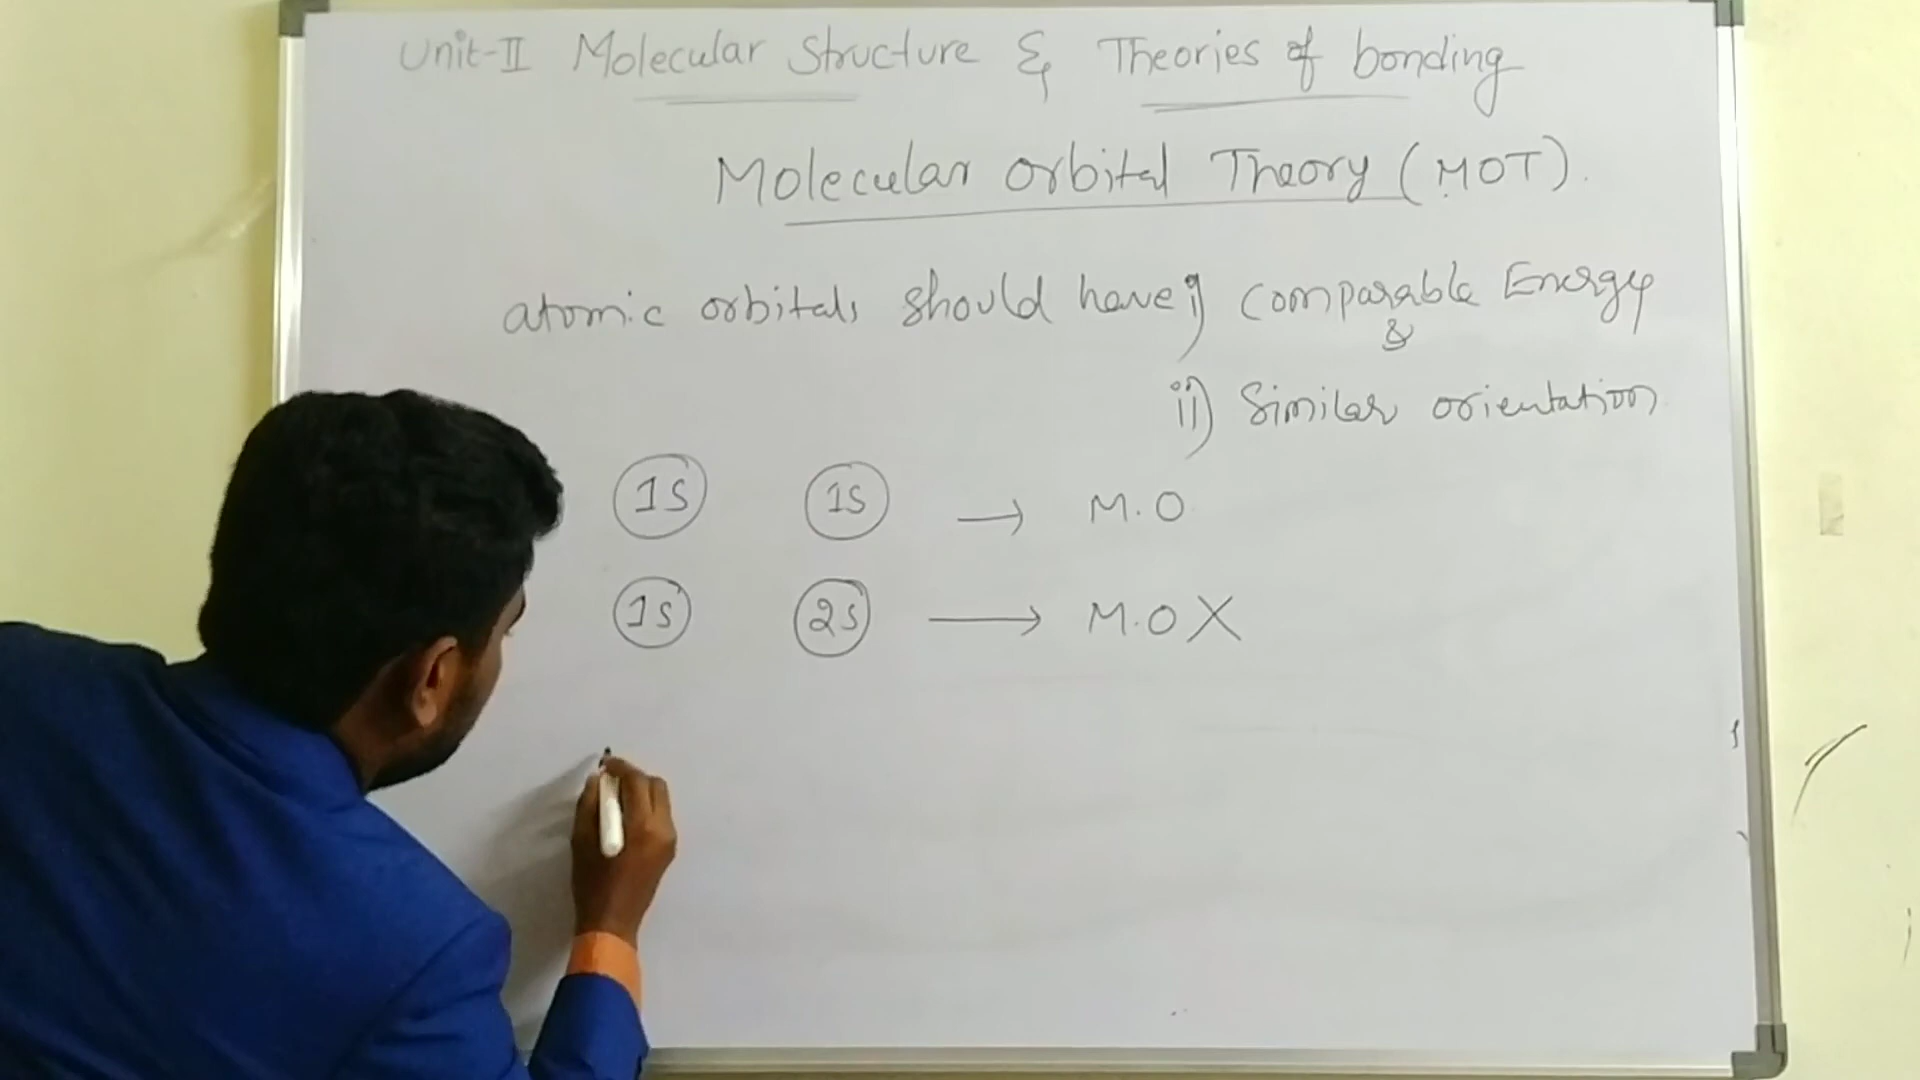 Unit-II Molecular Structure & Theories of bonding
Molecular orbital Theory (MOT).
atomic orbitals should have i) comparable Energy
&
ii) Similar orientation
1S 1S → M.O
1S 2S → M.O X